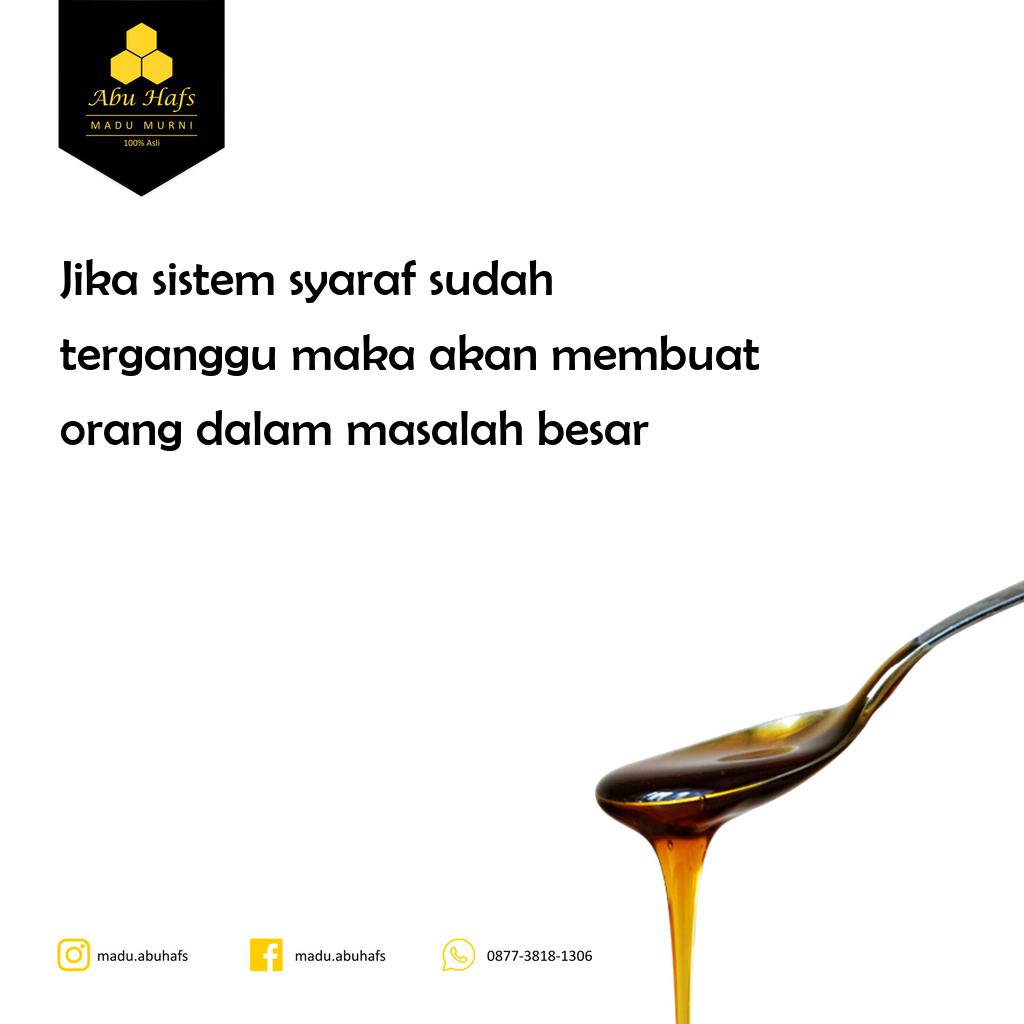 Abu Hafs
MADU MURNI
100% Asli
Jika sistem syaraf sudah
terganggu maka akan membuat
orang dalam masalah besar
madu.abuhafs
madu.abuhafs
0877-3818-1306